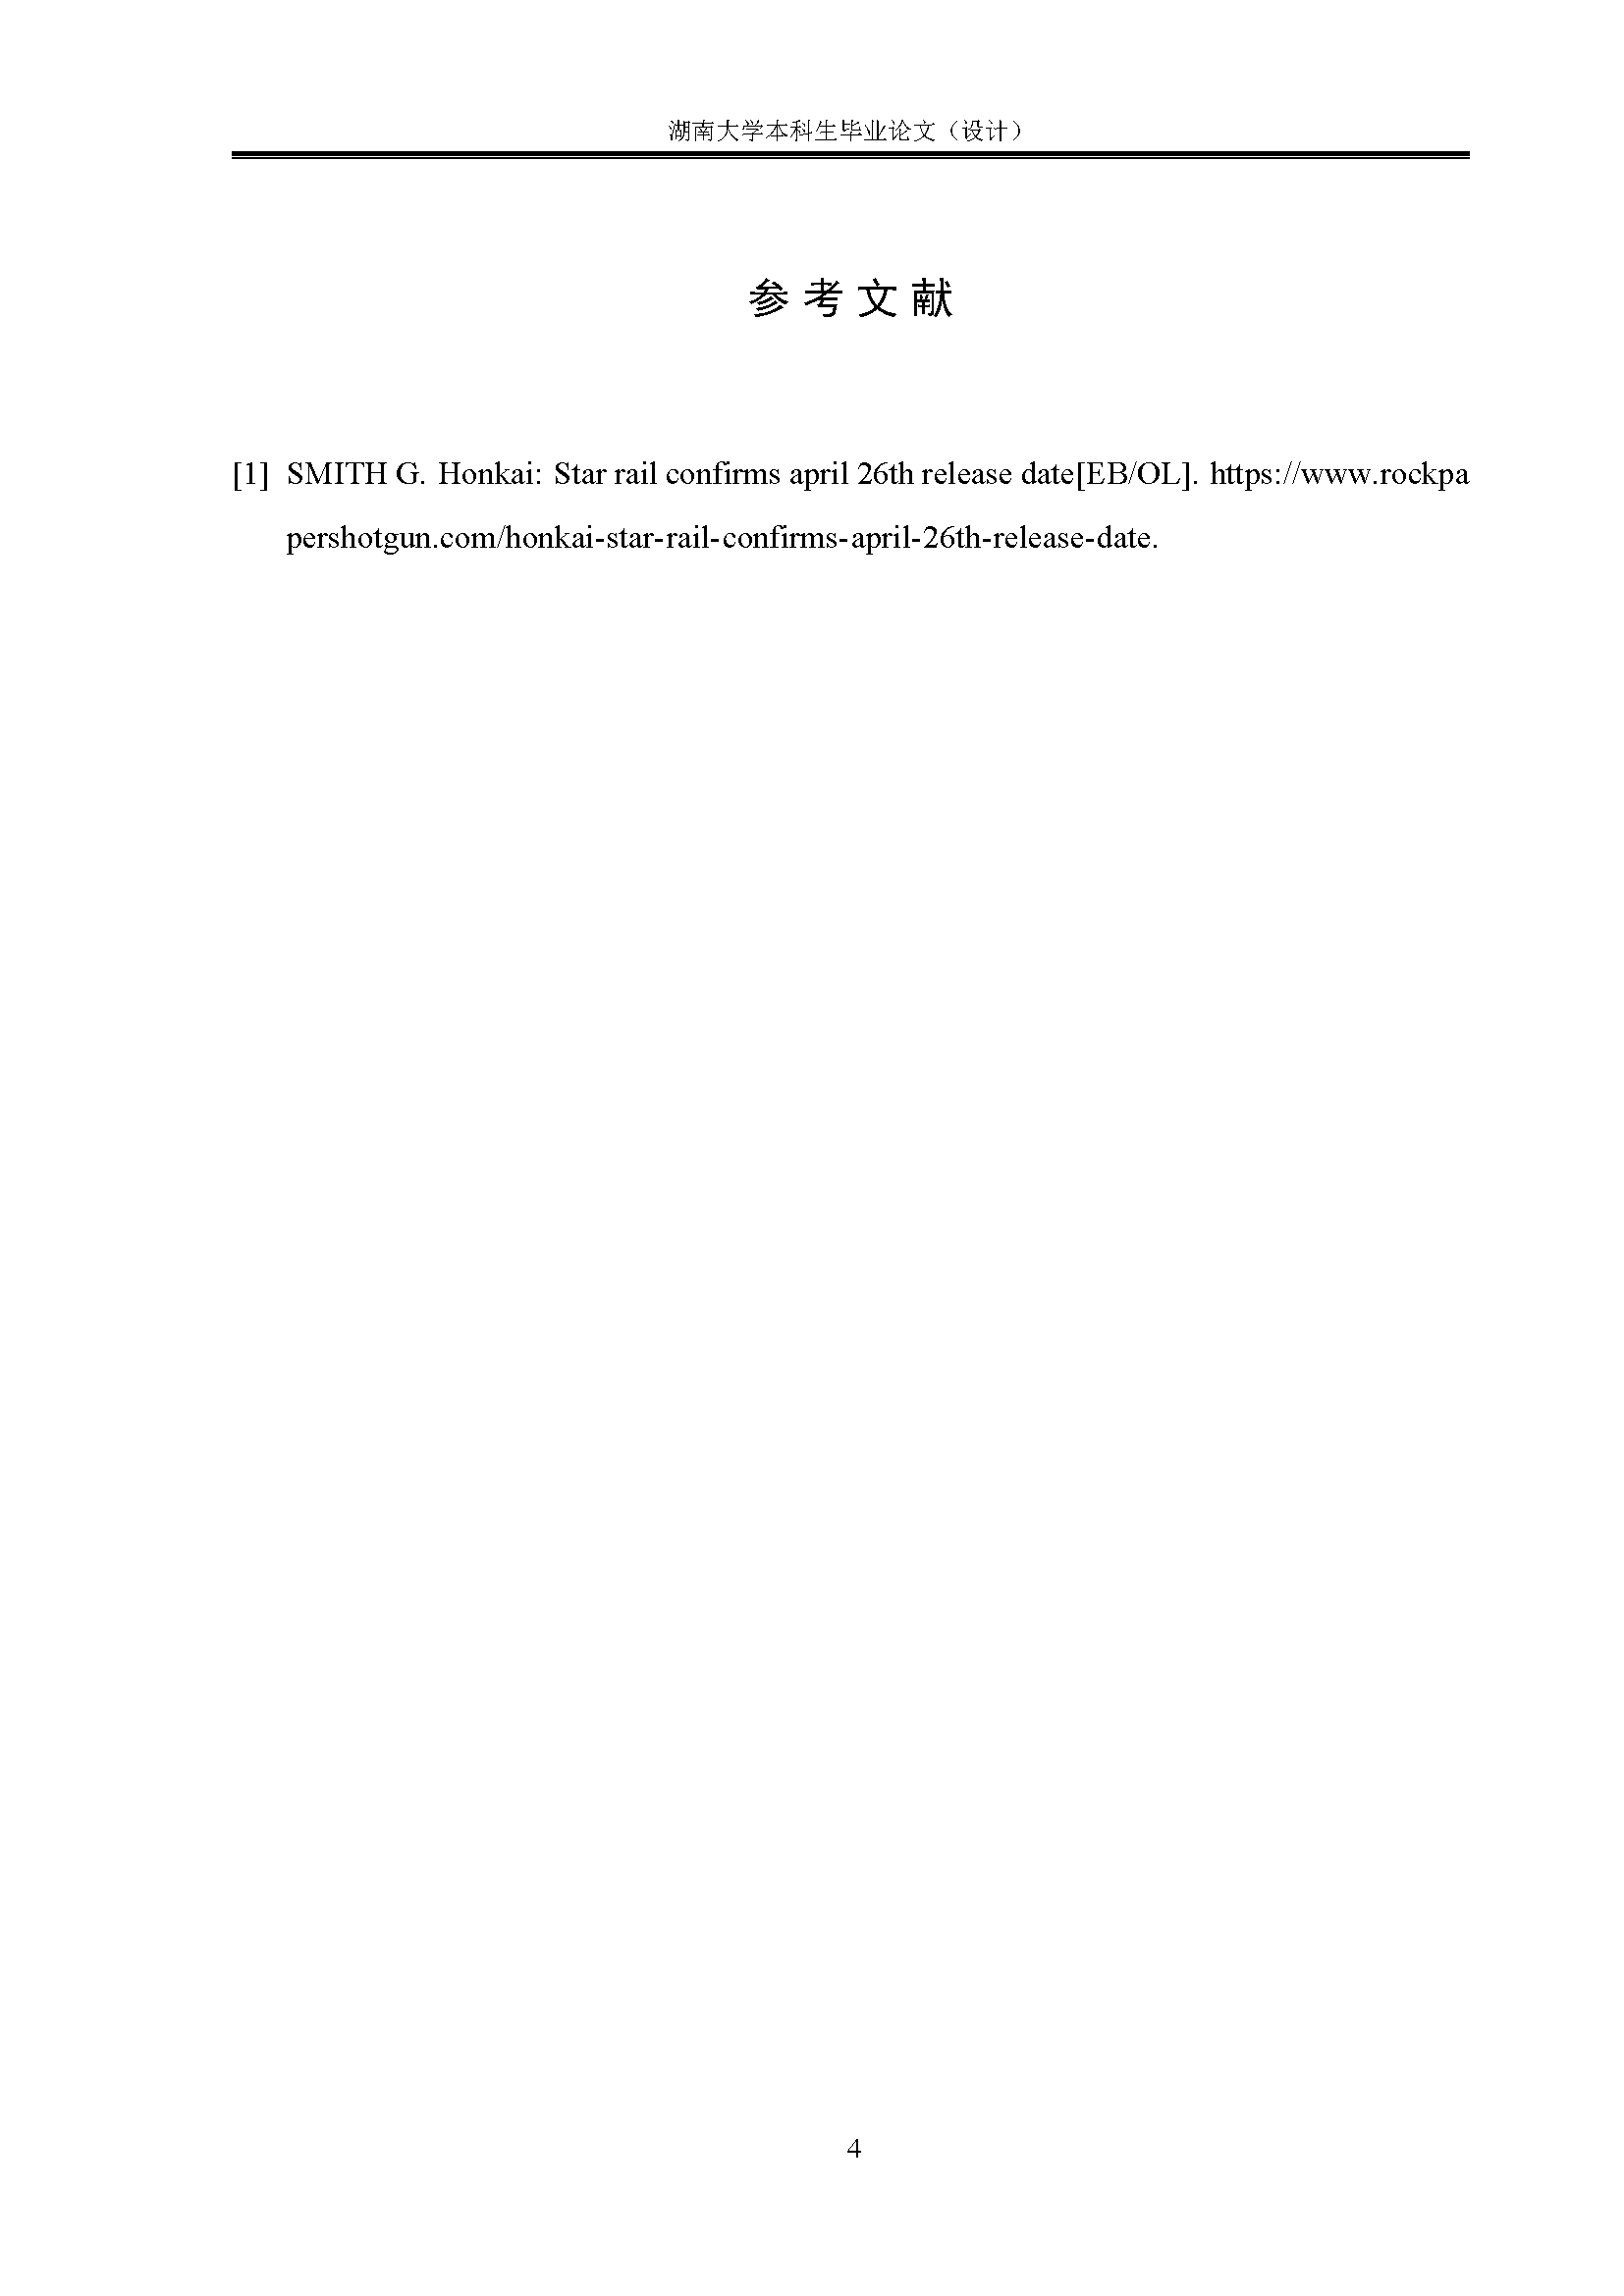 湖南大学本科生毕业论文（设计）
参 考 文 献
[1] SMITH G. Honkai: Star rail confirms april 26th release date[EB/OL]. https://www.rockpa
pershotgun.com/honkai-star-rail-confirms-april-26th-release-date.
4